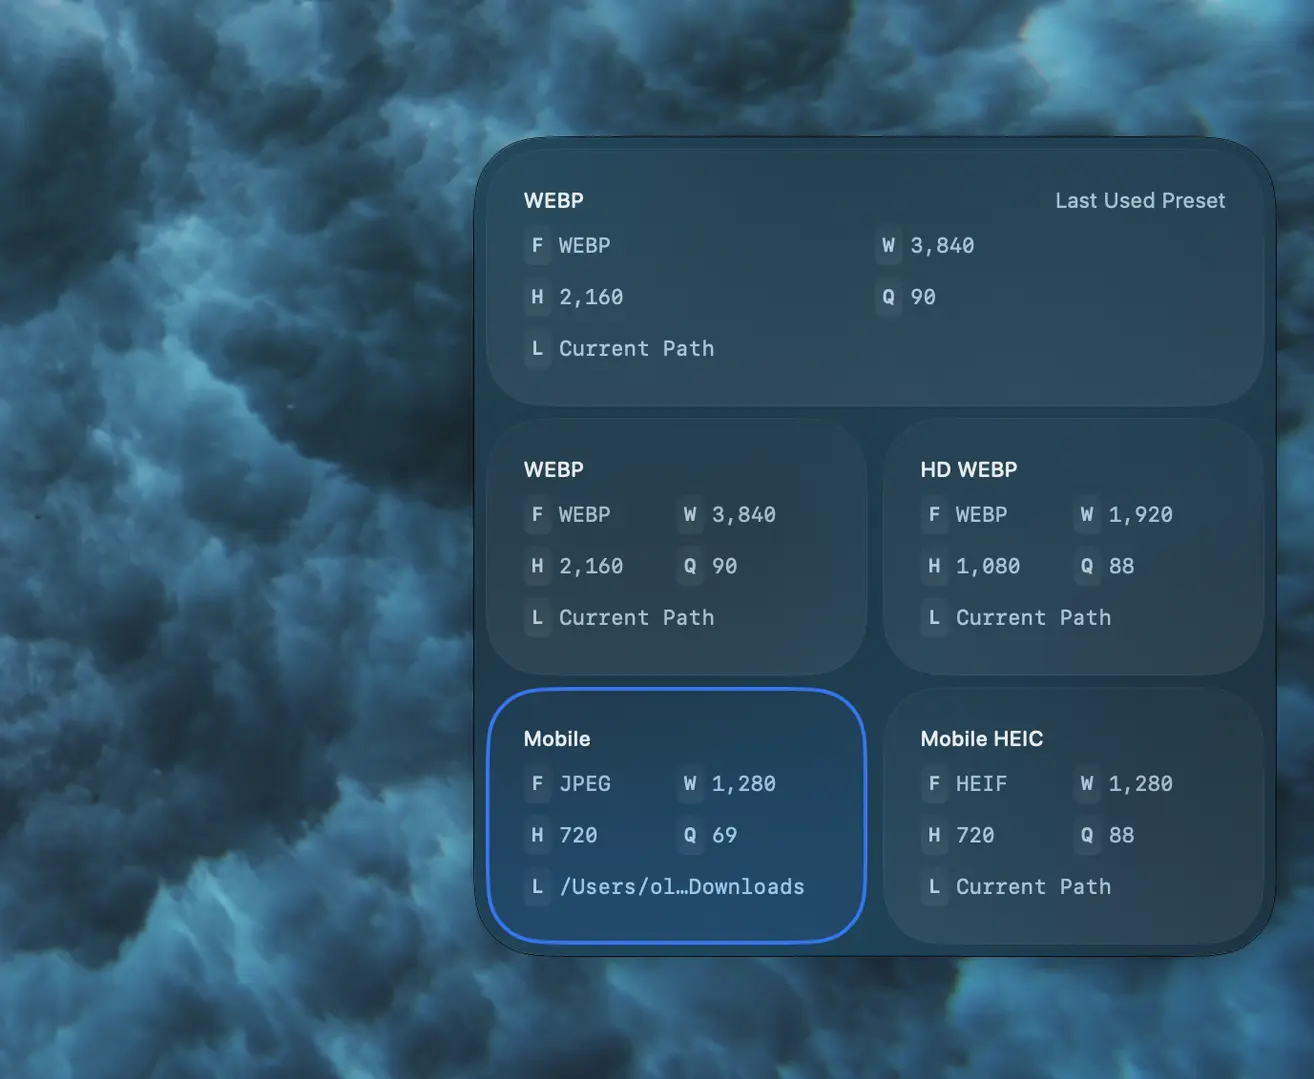 WEBP Last Used Preset
F WEBP W 3,840
H 2,160 Q 90
L Current Path
WEBP
F WEBP W 3,840
H 2,160 Q 90
L Current Path
HD WEBP
F WEBP W 1,920
H 1,080 Q 88
L Current Path
Mobile
F JPEG W 1,280
H 720 Q 69
L /Users/ol…Downloads
Mobile HEIC
F HEIF W 1,280
H 720 Q 88
L Current Path